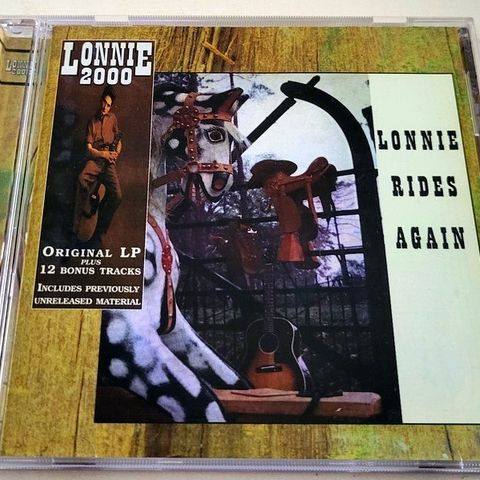 LONNIE
2000
ORIGINAL LP
PLUS
12 BONUS TRACKS
INCLUDES PREVIOUSLY
UNRELEASED MATERIAL
LONNIE
RIDES
AGAIN